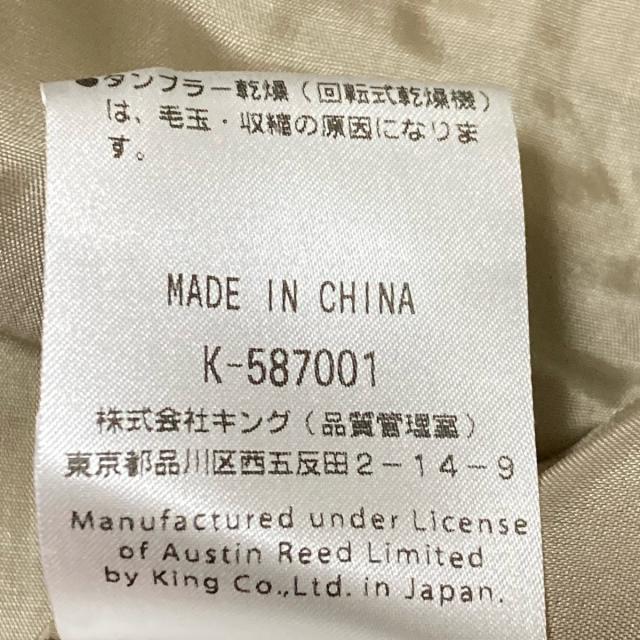 ●タンブラー乾燥(回転式乾燥機)
は、毛玉・収縮の原因になりま
す。
MADE IN CHINA
K-587001
株式会社キング(品質管理室)
東京都品川区西五反田2-14-9
Manufactured under License
of Austin Reed Limited
by King Co.,Ltd. in Japan.